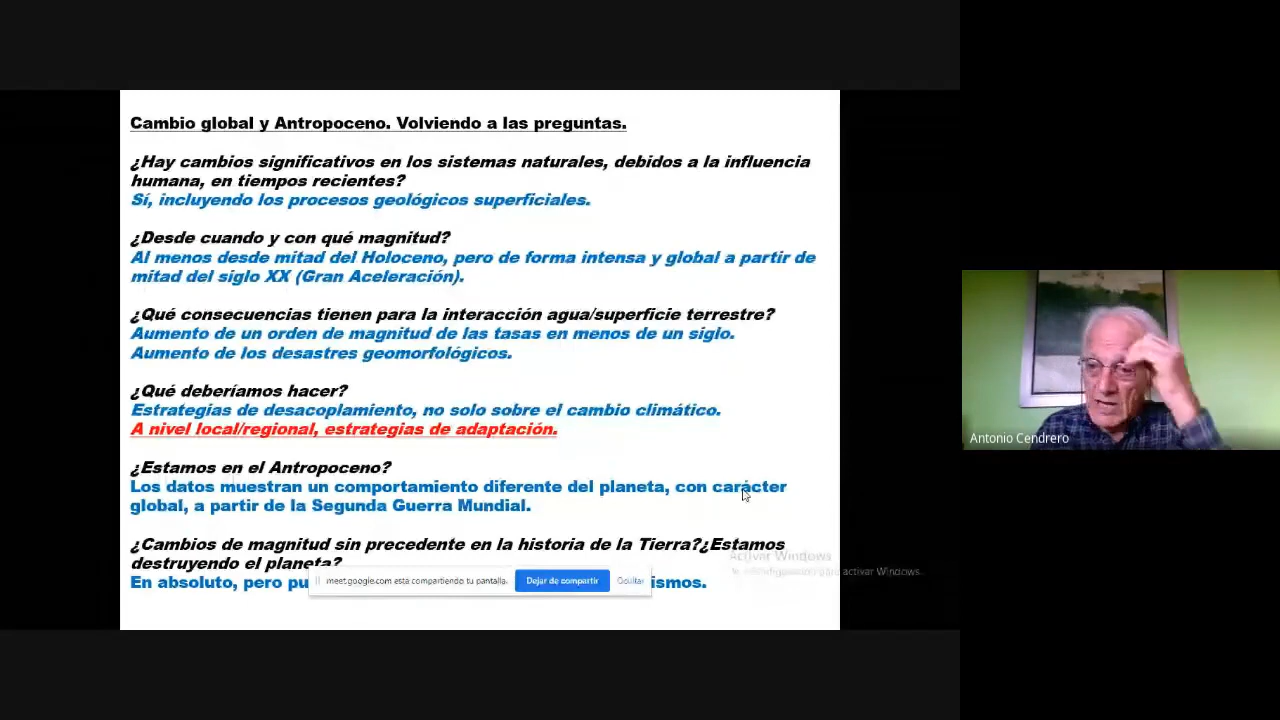 Cambio global y Antropoceno. Volviendo a las preguntas.
¿Hay cambios significativos en los sistemas naturales, debidos a la influencia
humana, en tiempos recientes?
Sí, incluyendo los procesos geológicos superficiales.
¿Desde cuando y con qué magnitud?
Al menos desde mitad del Holoceno, pero de forma intensa y global a partir de
mitad del siglo XX (Gran Aceleración).
¿Qué consecuencias tienen para la interacción agua/superficie terrestre?
Aumento de un orden de magnitud de las tasas en menos de un siglo.
Aumento de los desastres geomorfológicos.
¿Qué deberíamos hacer?
Estrategias de desacoplamiento, no solo sobre el cambio climático.
A nivel local/regional, estrategias de adaptación.
¿Estamos en el Antropoceno?
Los datos muestran un comportamiento diferente del planeta, con carácter
global, a partir de la Segunda Guerra Mundial.
¿Cambios de magnitud sin precedente en la historia de la Tierra?¿Estamos
destruyendo el planeta?
En absoluto, pero
meet.google.com está compartiendo tu pantalla.
Dejar de compartir
Ocultar
Activar Windows
para activar Windows.
Antonio Cendrero